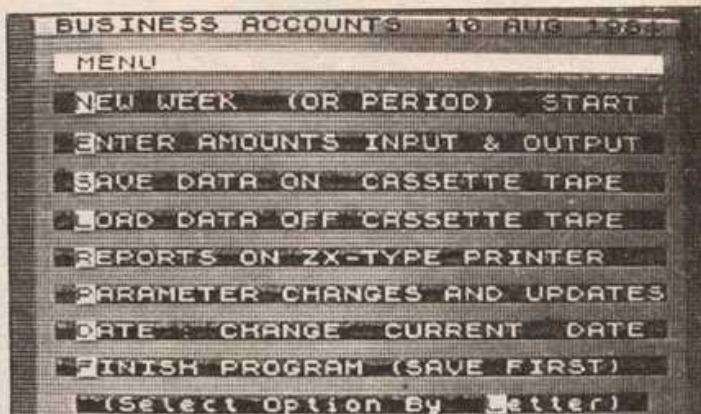 BUSINESS ACCOUNTS 10 AUG 1984
MENU
NEW WEEK (OR PERIOD) START
ENTER AMOUNTS INPUT & OUTPUT
SAVE DATA ON CASSETTE TAPE
LOAD DATA OFF CASSETTE TAPE
REPORTS ON ZX-TYPE PRINTER
PARAMETER CHANGES AND UPDATES
DATE : CHANGE CURRENT DATE
FINISH PROGRAM (SAVE FIRST)
(Select Option By Letter)